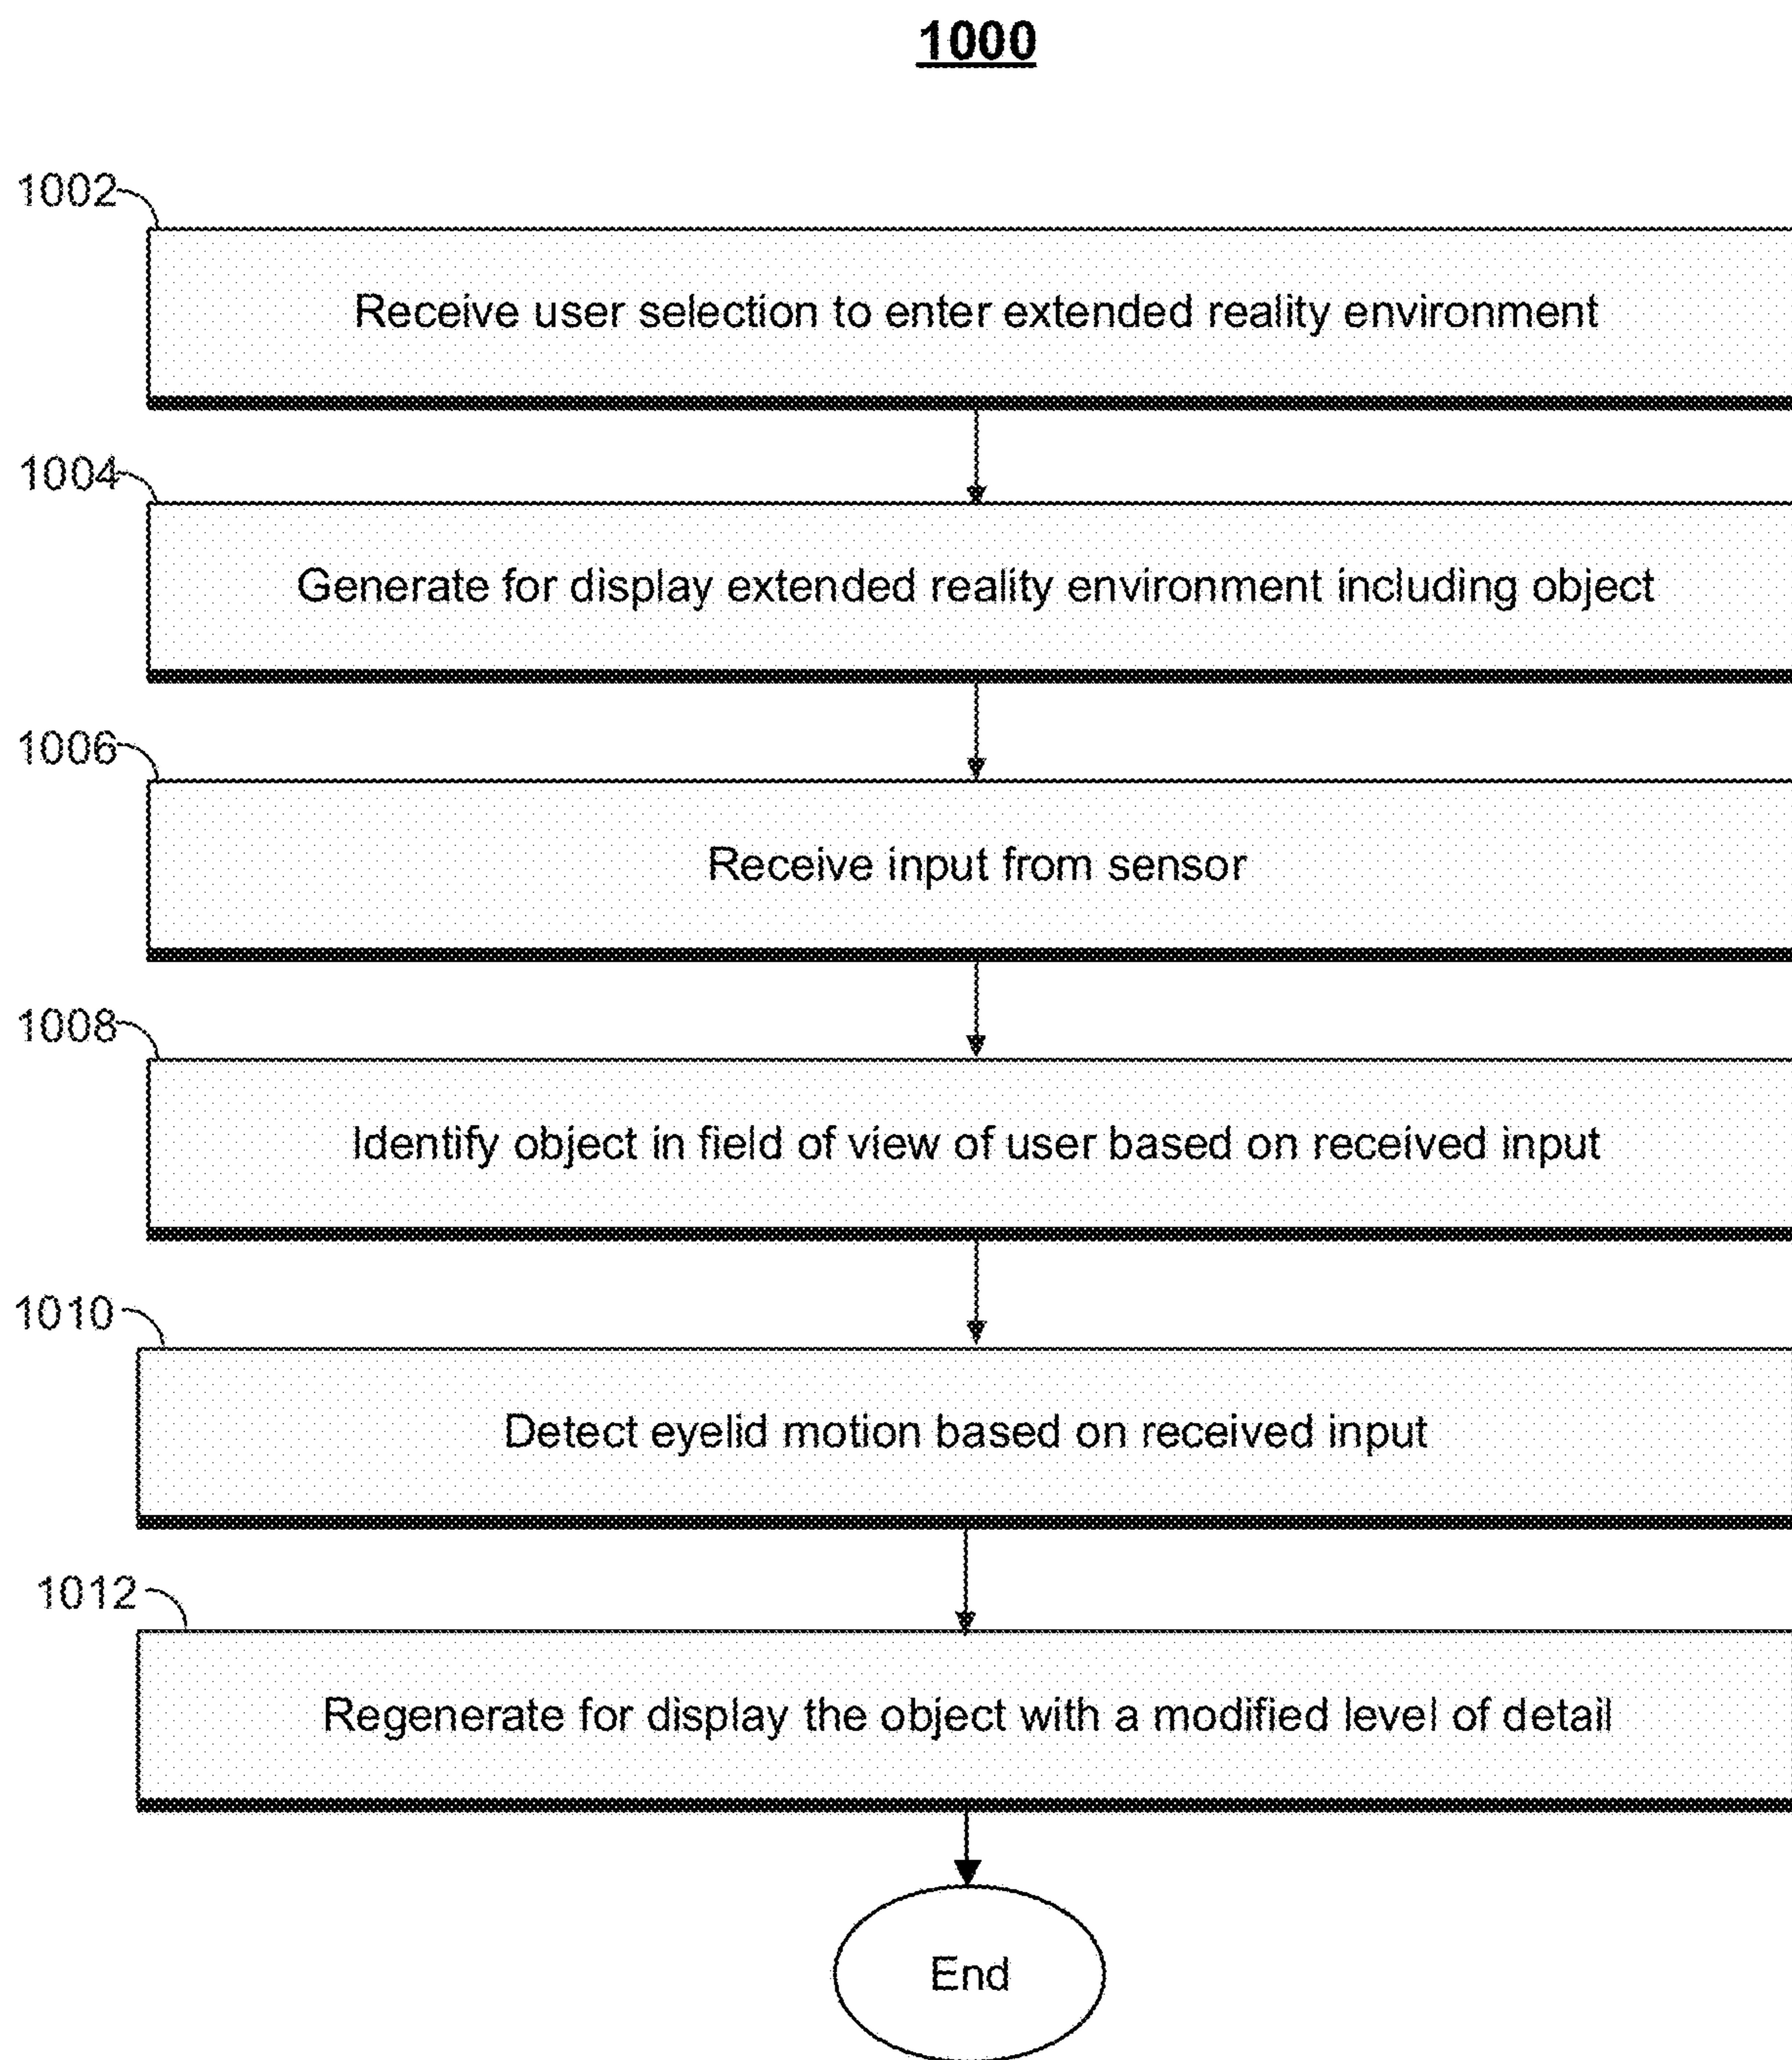 1000
1002
Receive user selection to enter extended reality environment
1004
Generate for display extended reality environment including object
1006
Receive input from sensor
1008
Identify object in field of view of user based on received input
1010
Detect eyelid motion based on received input
1012
Regenerate for display the object with a modified level of detail
End